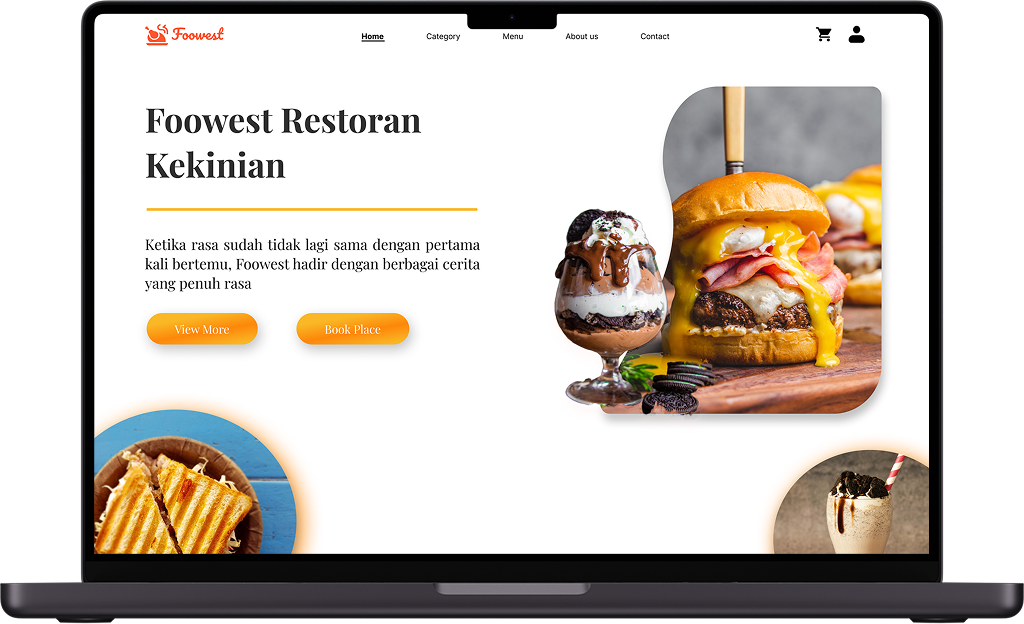 Foowest
Home Category Menu About us Contact
Foowest Restoran
Kekinian
Ketika rasa sudah tidak lagi sama dengan pertama
kali bertemu, Foowest hadir dengan berbagai cerita
yang penuh rasa
View More Book Place